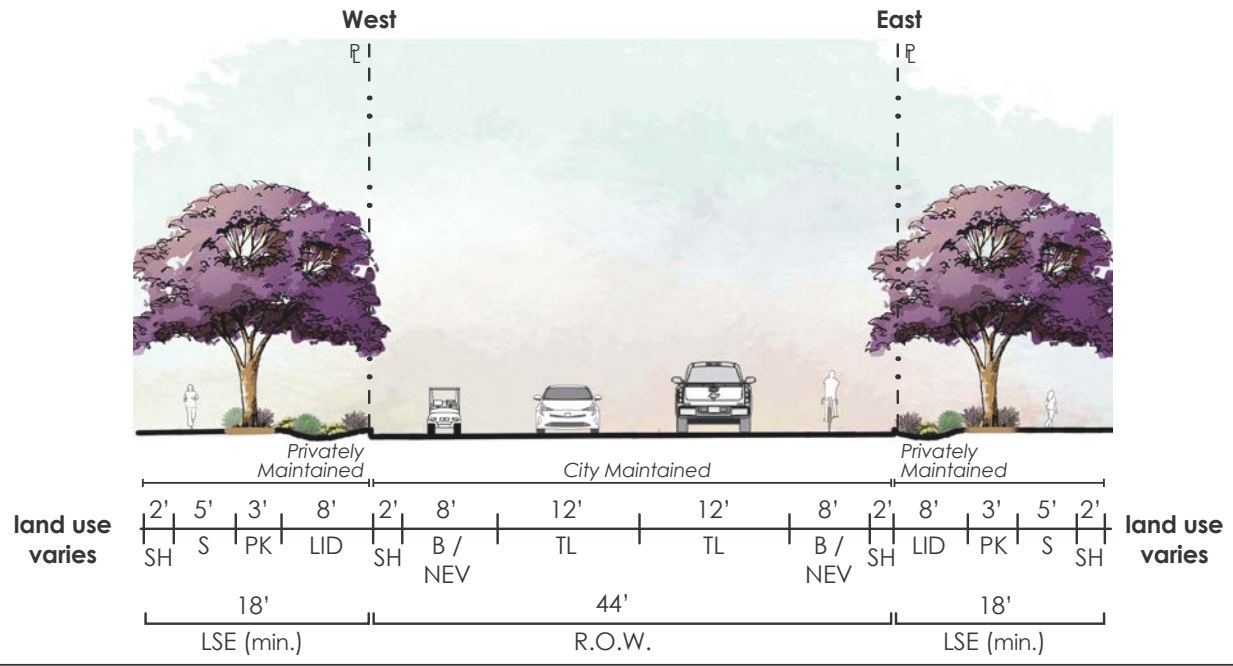 West
East
PL
PL
Privately
Maintained
City Maintained
Privately
Maintained
land use
varies
2’ 5’ 3’ 8’ 2’ 8’ 12’ 12’ 8’ 2’ 8’ 3’ 5’ 2’
SH S PK LID SH B /
NEV TL TL B /
NEV SH LID PK S SH
land use
varies
18’
44’
18’
LSE (min.)
R.O.W.
LSE (min.)